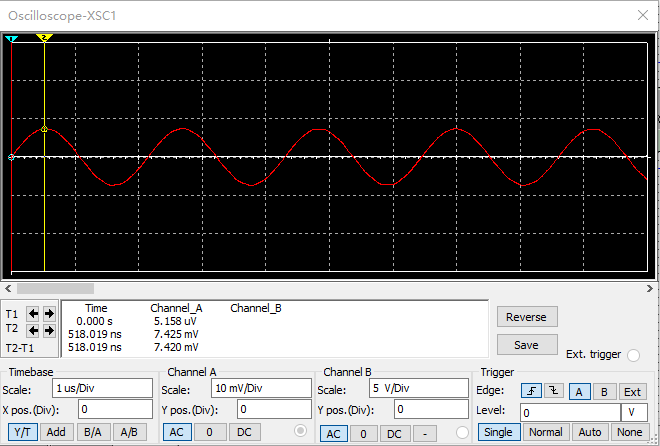 Oscilloscope-XSC1
1 2
T1
T2
T2-T1
Time Channel_A Channel_B
0.000 s 5.158 uV
518.019 ns 7.425 mV
518.019 ns 7.420 mV
Reverse
Save
Ext. trigger
Timebase
Scale: 1 us/Div
X pos.(Div): 0
Y/T Add B/A A/B
Channel A
Scale: 10 mV/Div
Y pos.(Div): 0
AC 0 DC
Channel B
Scale: 5 V/Div
Y pos.(Div): 0
AC 0 DC -
Trigger
Edge: A B Ext
Level: 0 V
Single Normal Auto None